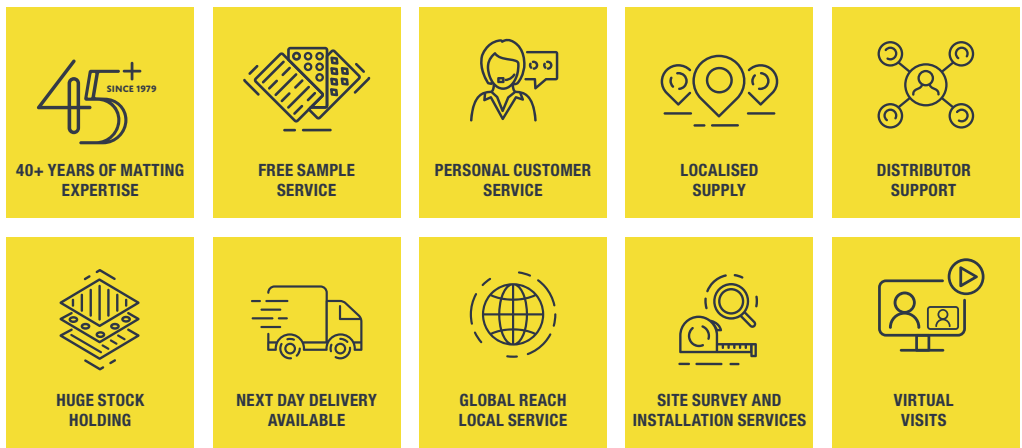 45+
SINCE 1979
40+ YEARS OF MATTING
EXPERTISE
FREE SAMPLE
SERVICE
PERSONAL CUSTOMER
SERVICE
LOCALISED
SUPPLY
DISTRIBUTOR
SUPPORT
HUGE STOCK
HOLDING
NEXT DAY DELIVERY
AVAILABLE
GLOBAL REACH
LOCAL SERVICE
SITE SURVEY AND
INSTALLATION SERVICES
VIRTUAL
VISITS